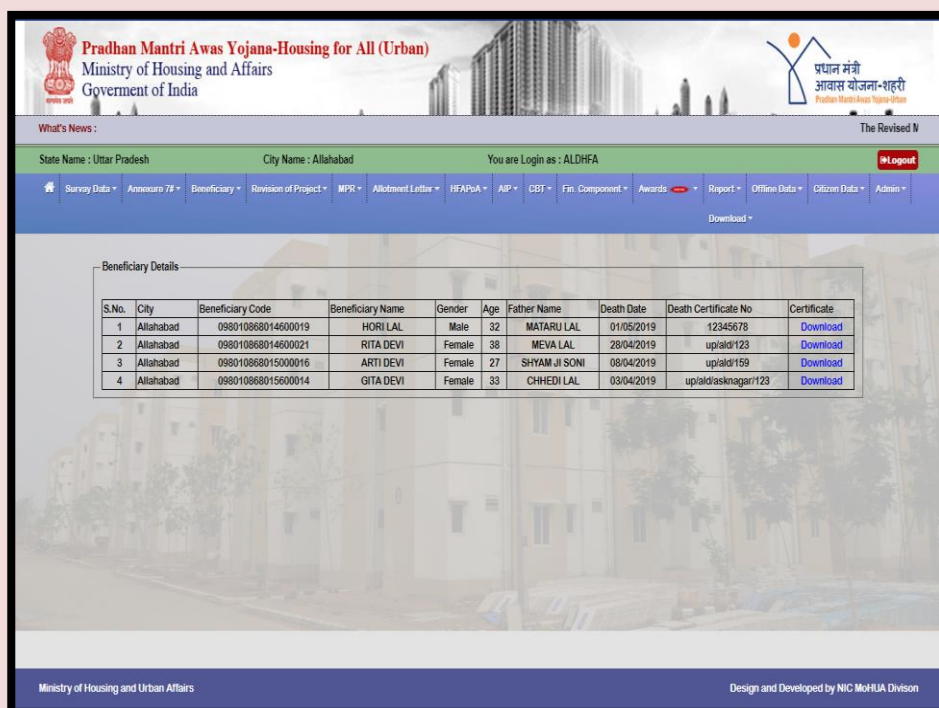 Pradhan Mantri Awas Yojana-Housing for All (Urban)
Ministry of Housing and Affairs
Goverment of India
सत्यमेव जयते
प्रधान मंत्री
आवास योजना-शहरी
Pradhan Mantri Awas Yojana-Urban
What's News :
The Revised M
State Name : Uttar Pradesh City Name : Allahabad You are Login as : ALDHFA Logout
Survay Data Annexure 7# Beneficiary Revision of Project MPR Allotment Letter HFAPoA AIP CBT Fin. Component Awards Report Offline Data Citizen Data Admin
Download
Beneficiary Details
S.No. City Beneficiary Code Beneficiary Name Gender Age Father Name Death Date Death Certificate No Certificate
1 Allahabad 098010868014600019 HORI LAL Male 32 MATARU LAL 01/05/2019 12345678 Download
2 Allahabad 098010868014600021 RITA DEVI Female 38 MEVA LAL 28/04/2019 up/ald/123 Download
3 Allahabad 098010868015000016 ARTI DEVI Female 27 SHYAM JI SONI 08/04/2019 up/ald/159 Download
4 Allahabad 098010868015600014 GITA DEVI Female 33 CHHEDI LAL 03/04/2019 up/ald/asknagar/123 Download
Ministry of Housing and Urban Affairs
Design and Developed by NIC MoHUA Divison